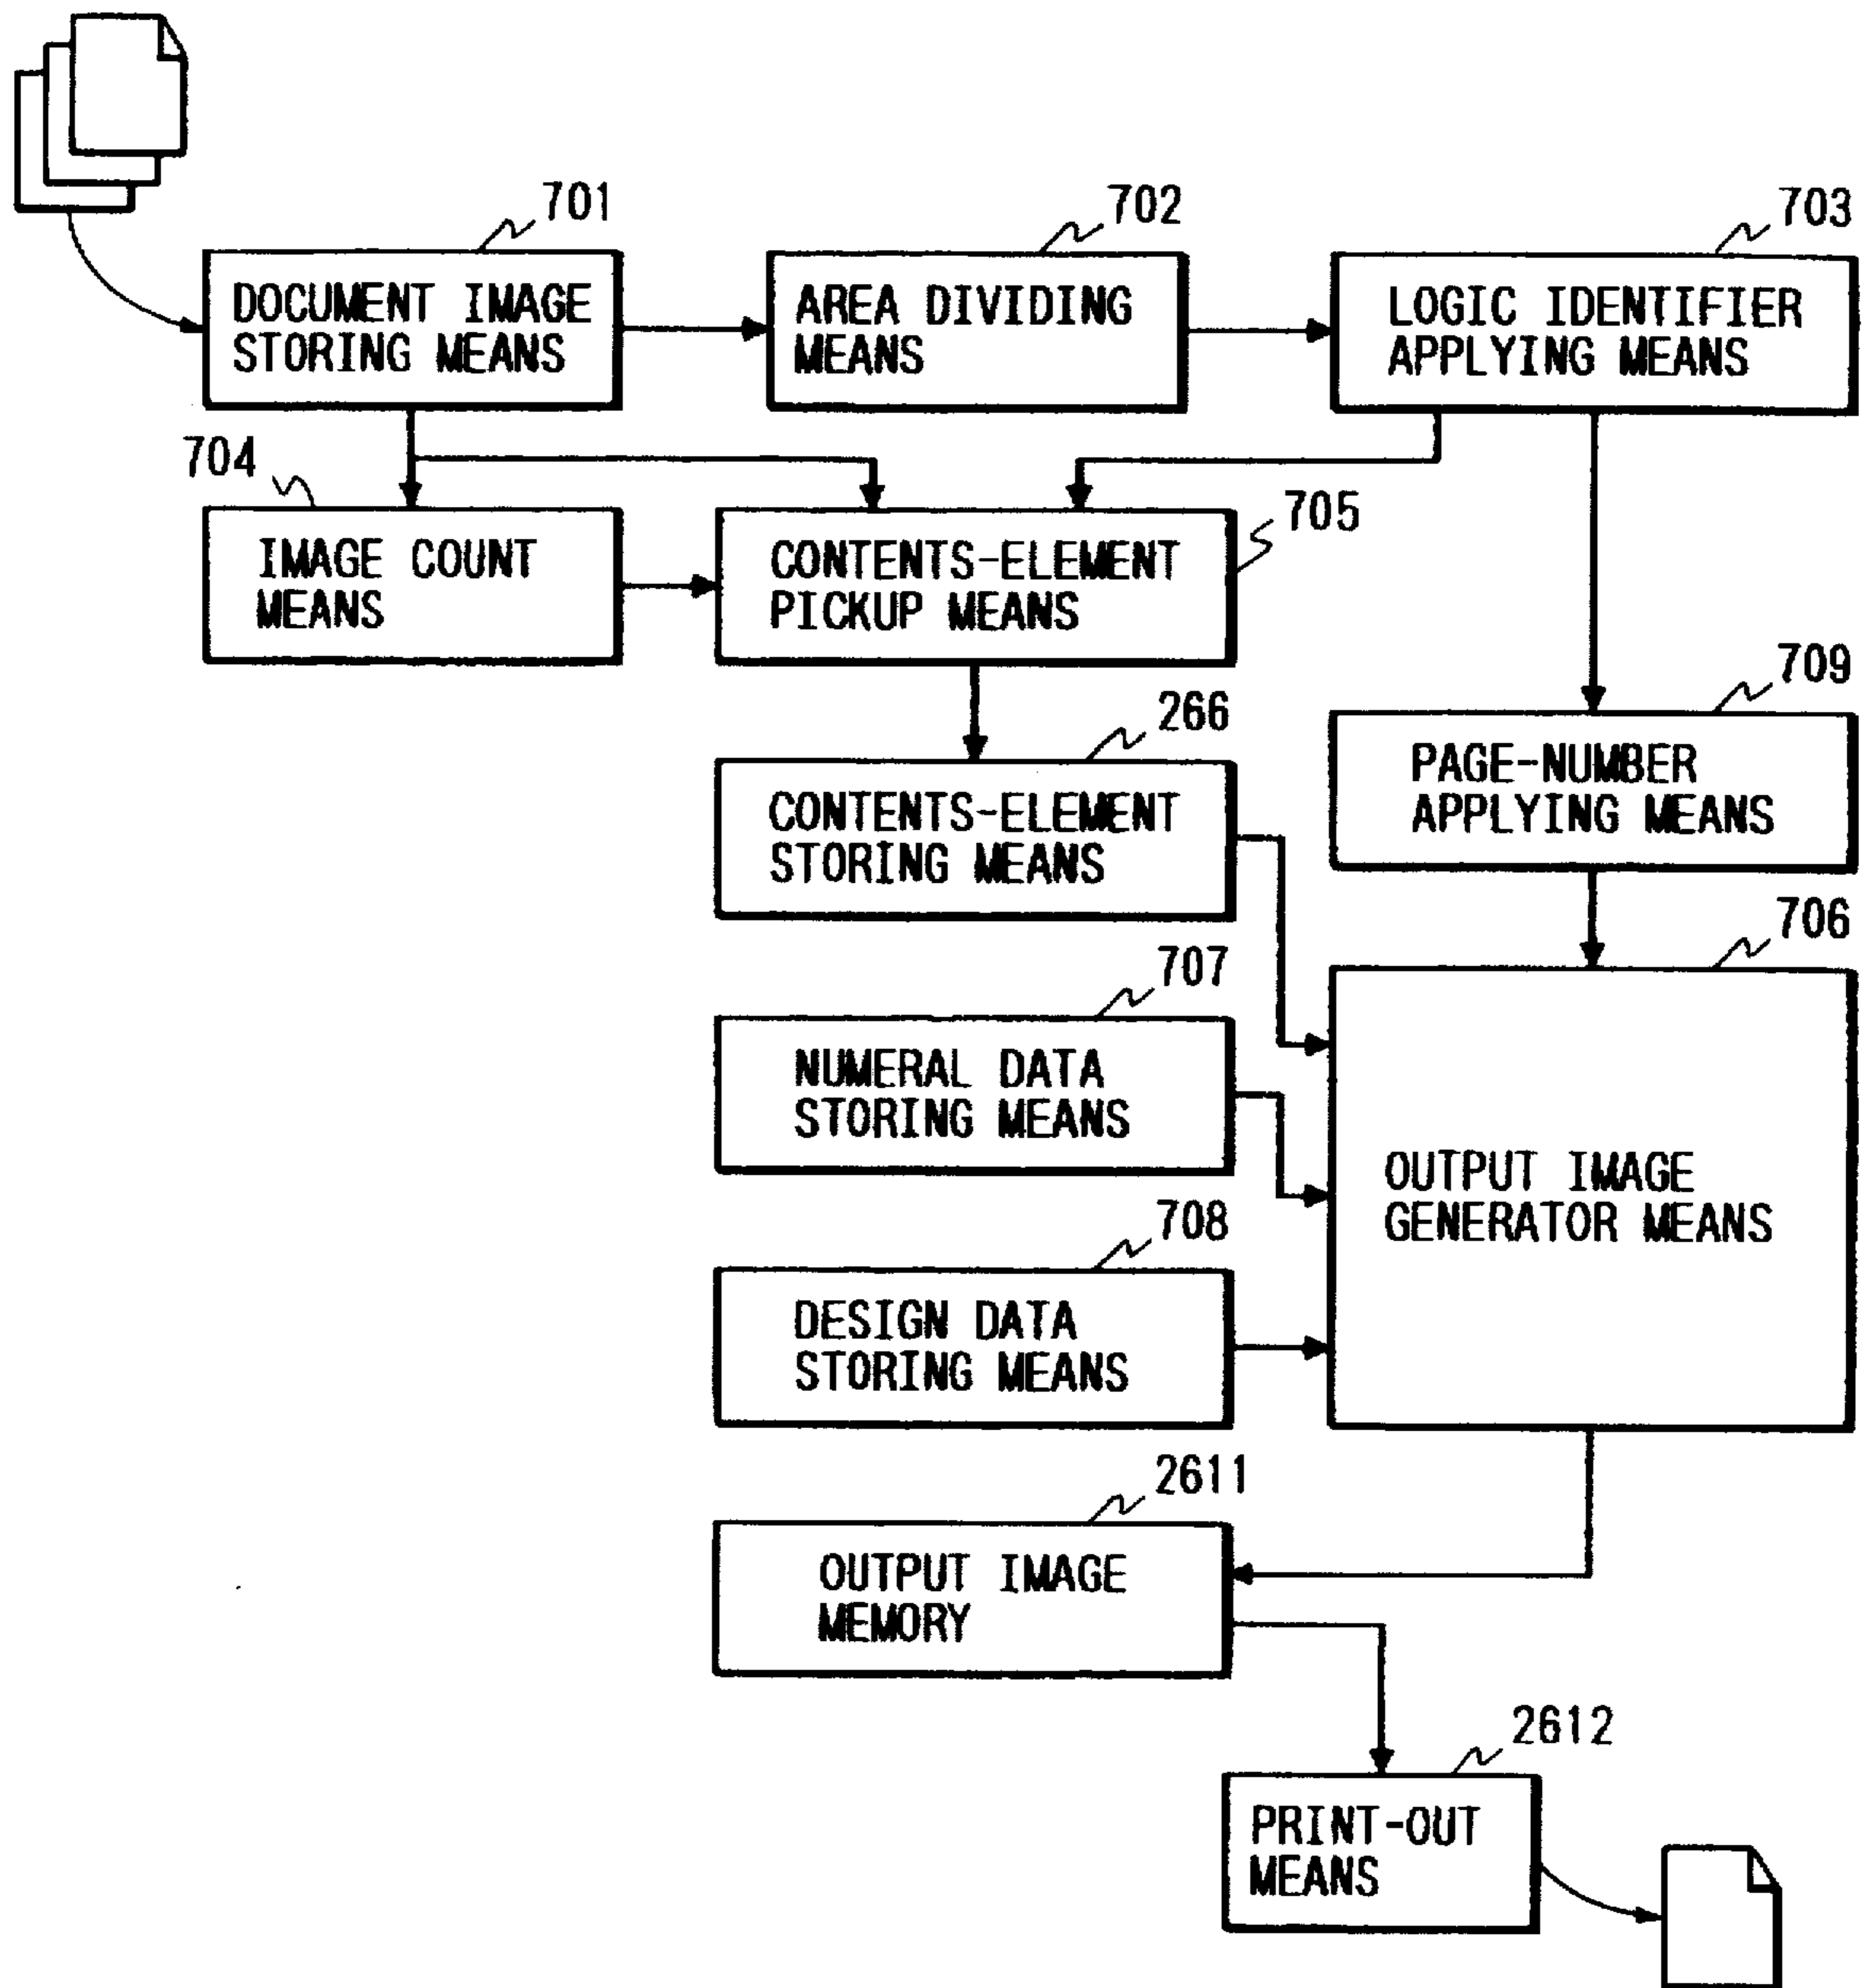 701
702
703
DOCUMENT IMAGE
STORING MEANS
AREA DIVIDING
MEANS
LOGIC IDENTIFIER
APPLYING MEANS
704
705
IMAGE COUNT
MEANS
CONTENTS-ELEMENT
PICKUP MEANS
709
266
PAGE-NUMBER
APPLYING MEANS
CONTENTS-ELEMENT
STORING MEANS
706
707
NUMERAL DATA
STORING MEANS
OUTPUT IMAGE
GENERATOR MEANS
708
DESIGN DATA
STORING MEANS
2611
OUTPUT IMAGE
MEMORY
2612
PRINT-OUT
MEANS